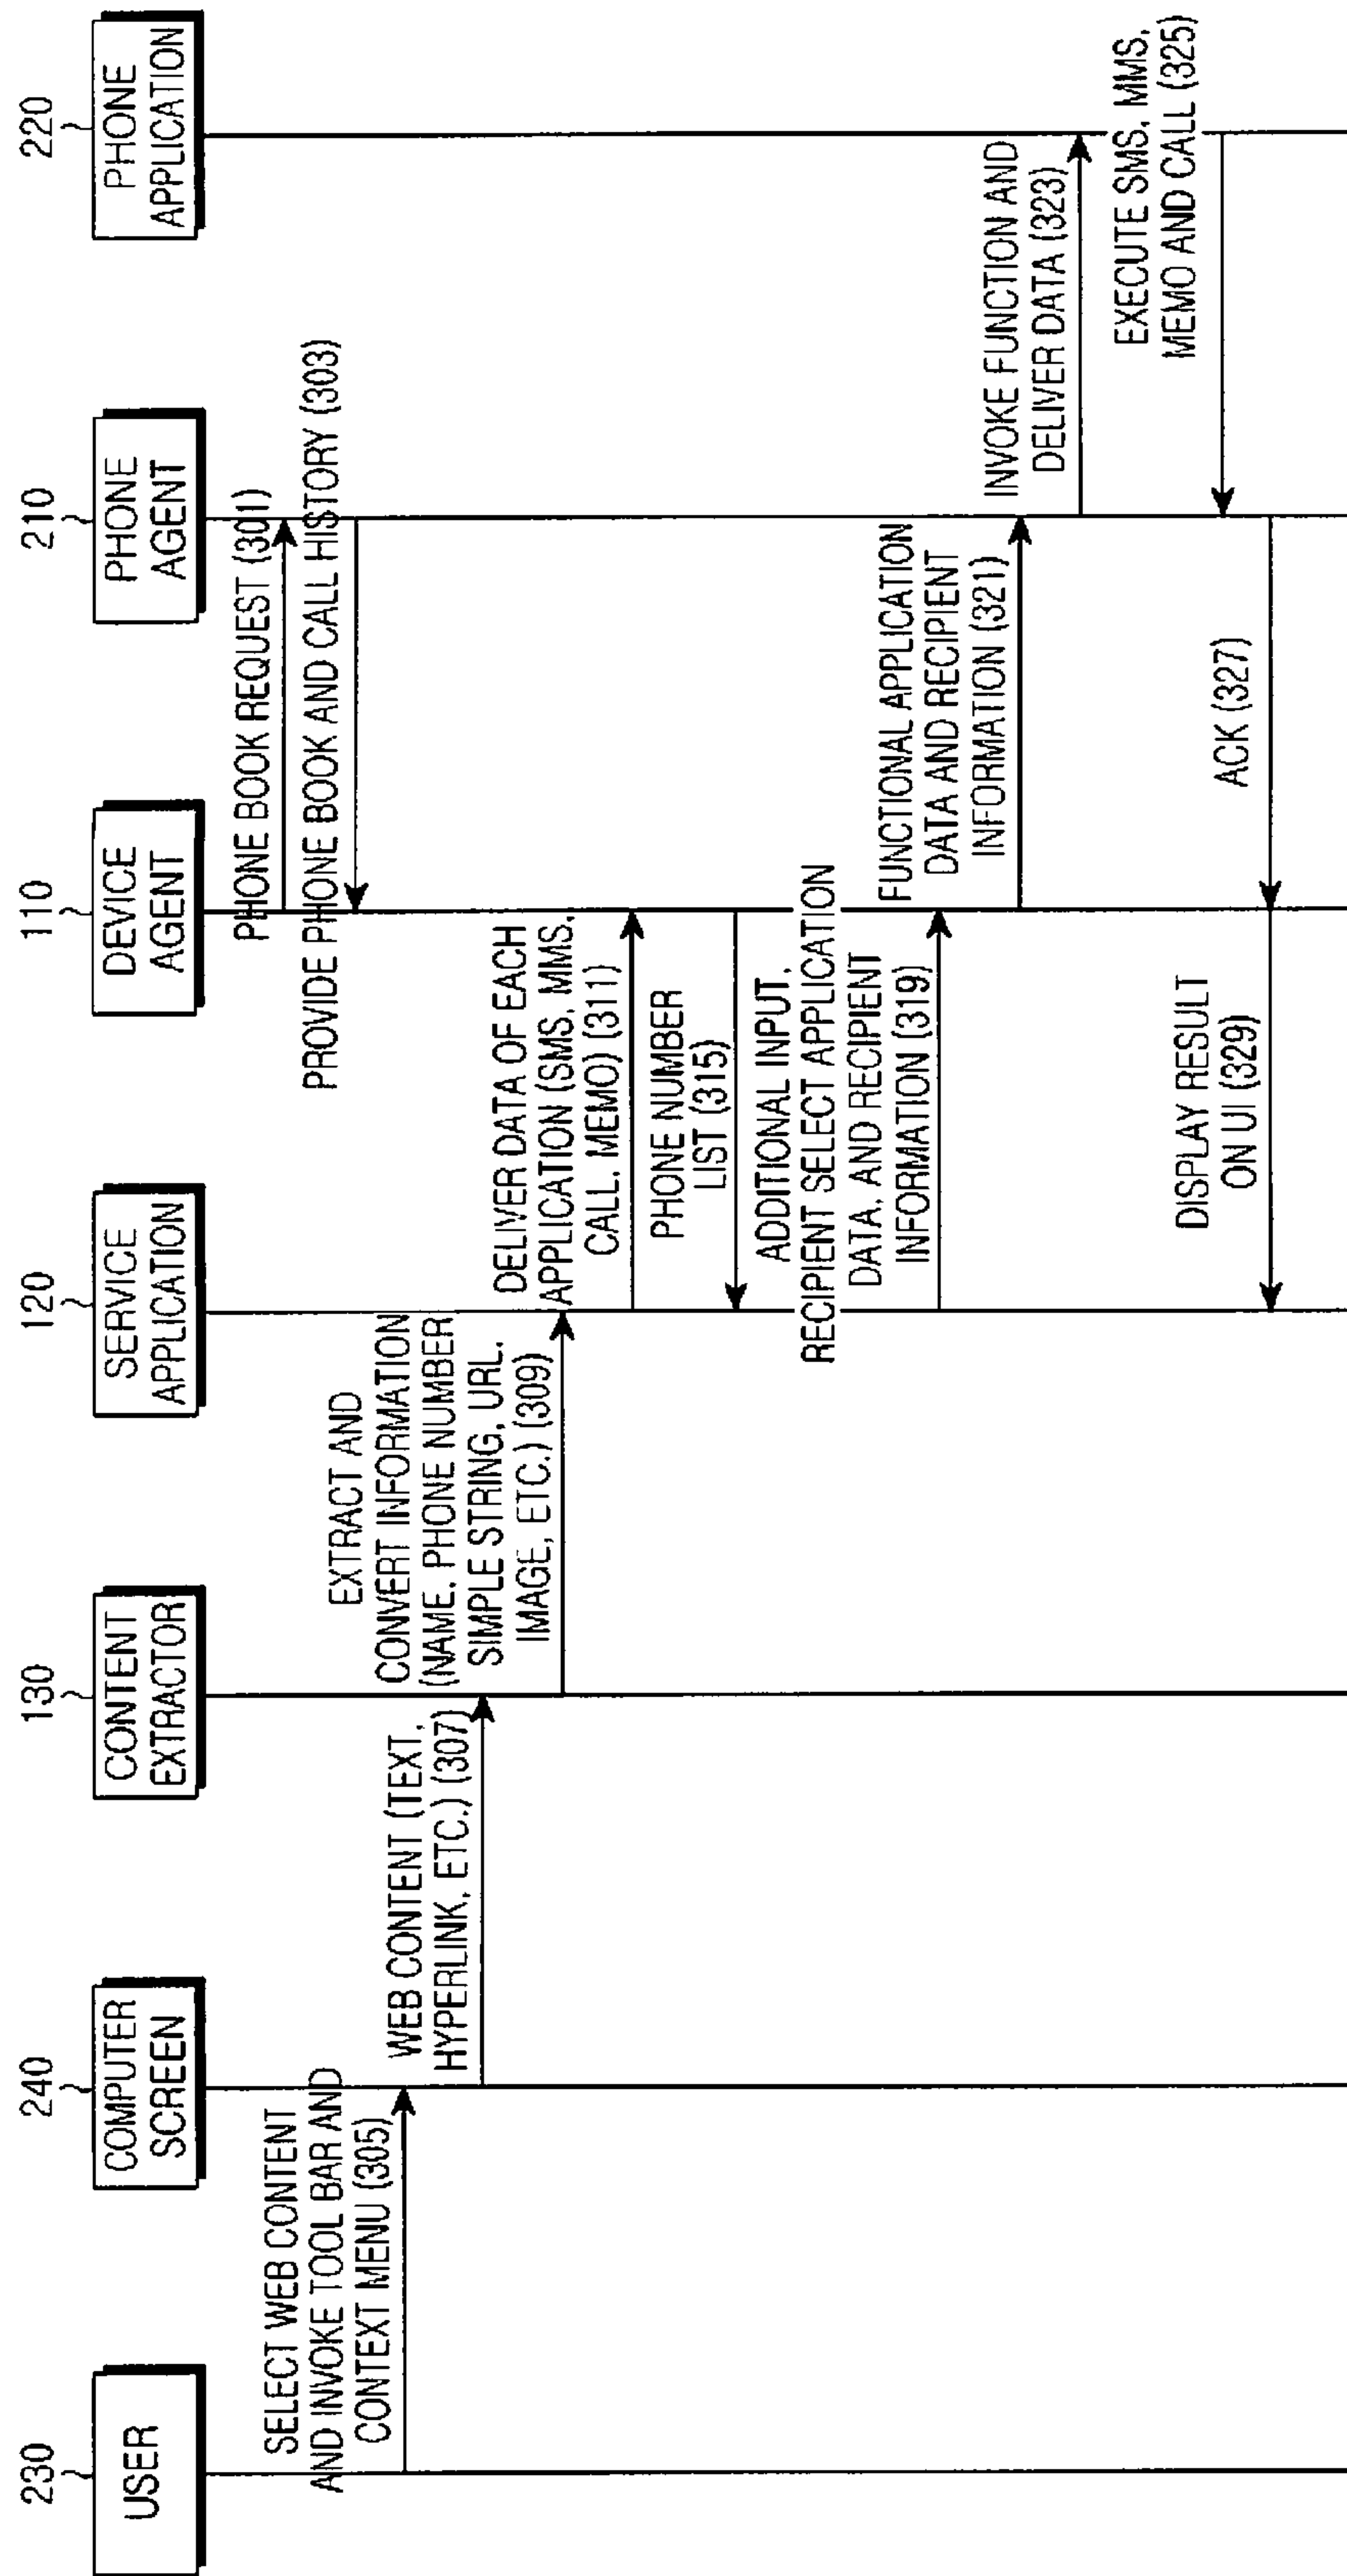 230
USER
240
COMPUTER
SCREEN
130
CONTENT
EXTRACTOR
120
SERVICE
APPLICATION
110
DEVICE
AGENT
210
PHONE
AGENT
220
PHONE
APPLICATION
PHONE BOOK REQUEST (301)
PROVIDE PHONE BOOK AND CALL HISTORY (303)
SELECT WEB CONTENT
AND INVOKE TOOL BAR AND
CONTEXT MENU (305)
WEB CONTENT (TEXT,
HYPERLINK, ETC.) (307)
EXTRACT AND
CONVERT INFORMATION
(NAME, PHONE NUMBER
SIMPLE STRING, URL,
IMAGE, ETC.) (309)
DELIVER DATA OF EACH
APPLICATION (SMS, MMS,
CALL, MEMO) (311)
PHONE NUMBER
LIST (315)
ADDITIONAL INPUT,
RECIPIENT SELECT APPLICATION
DATA, AND RECIPIENT
INFORMATION (319)
FUNCTIONAL APPLICATION
DATA AND RECIPIENT
INFORMATION (321)
INVOKE FUNCTION AND
DELIVER DATA (323)
EXECUTE SMS, MMS,
MEMO AND CALL (325)
ACK (327)
DISPLAY RESULT
ON UI (329)